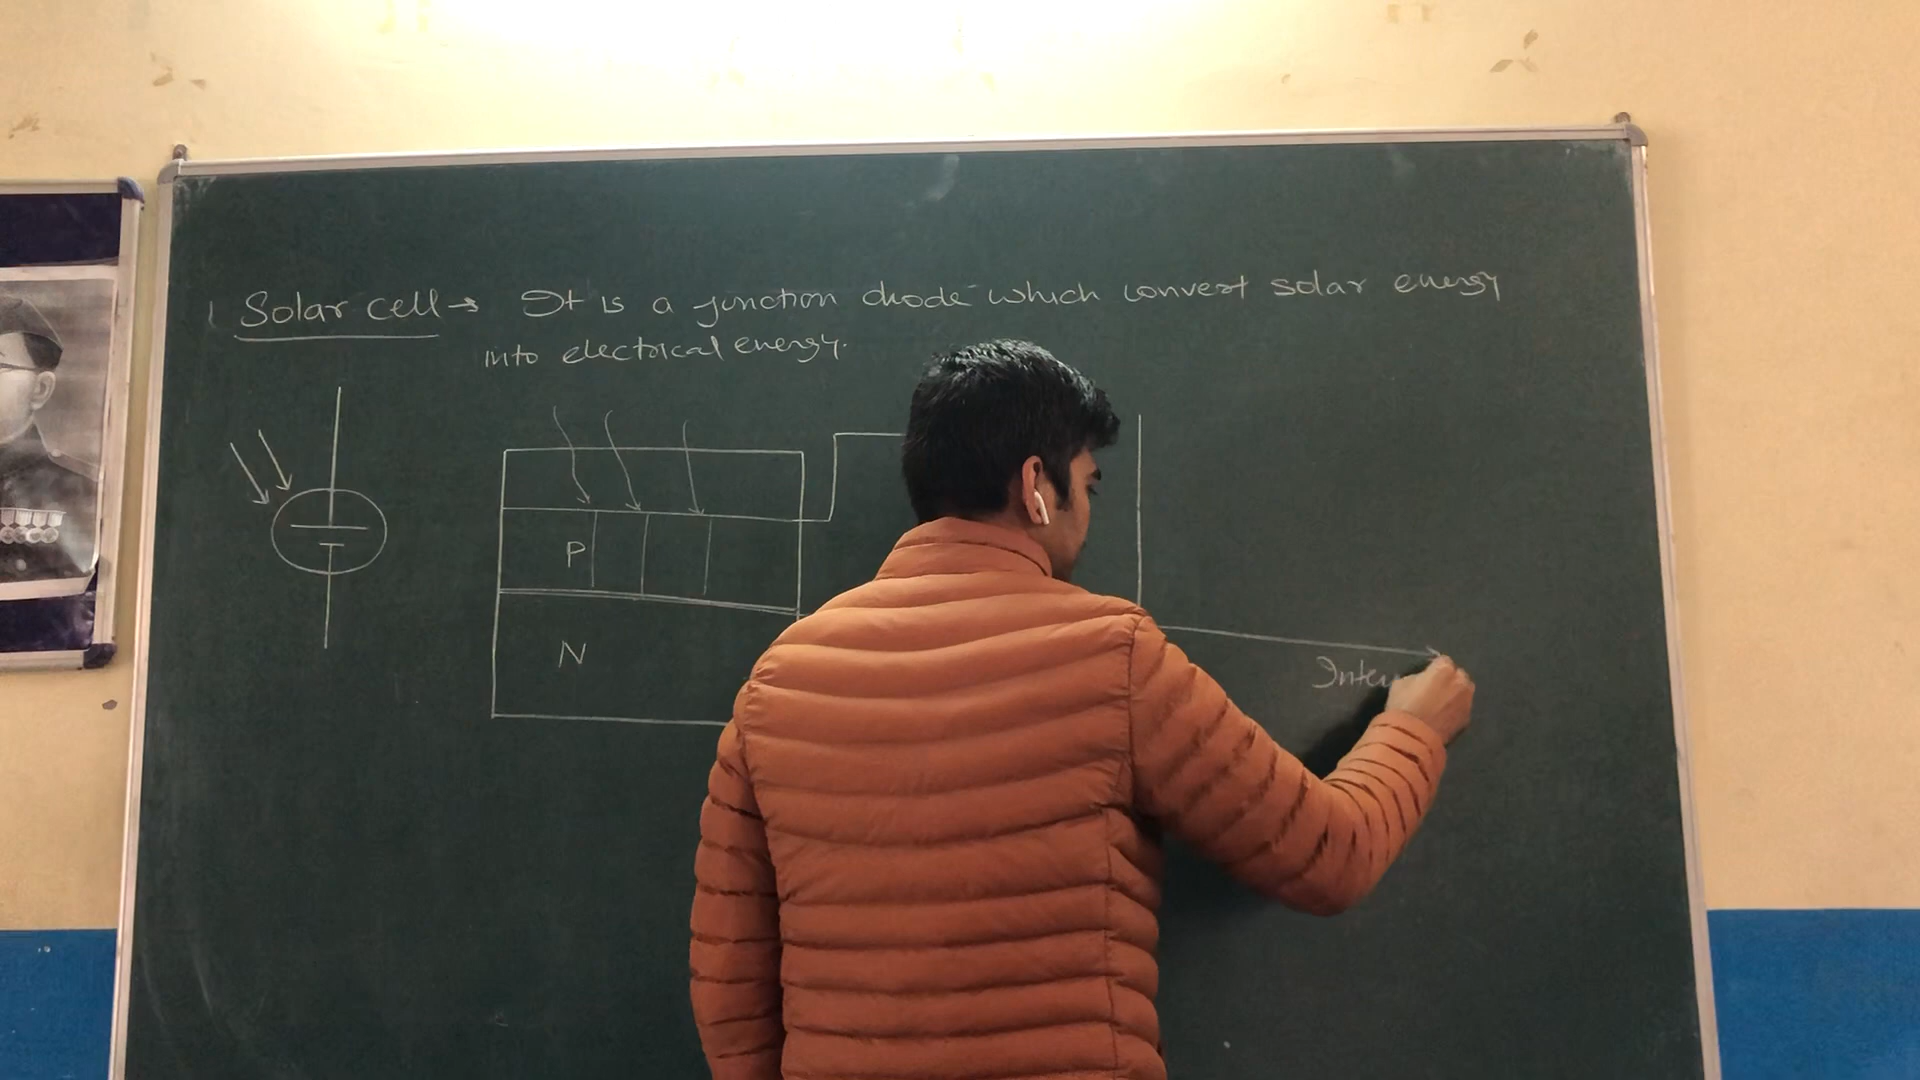 Solar cell → It is a junction diode which convert solar energy
into electrical energy.
P
N